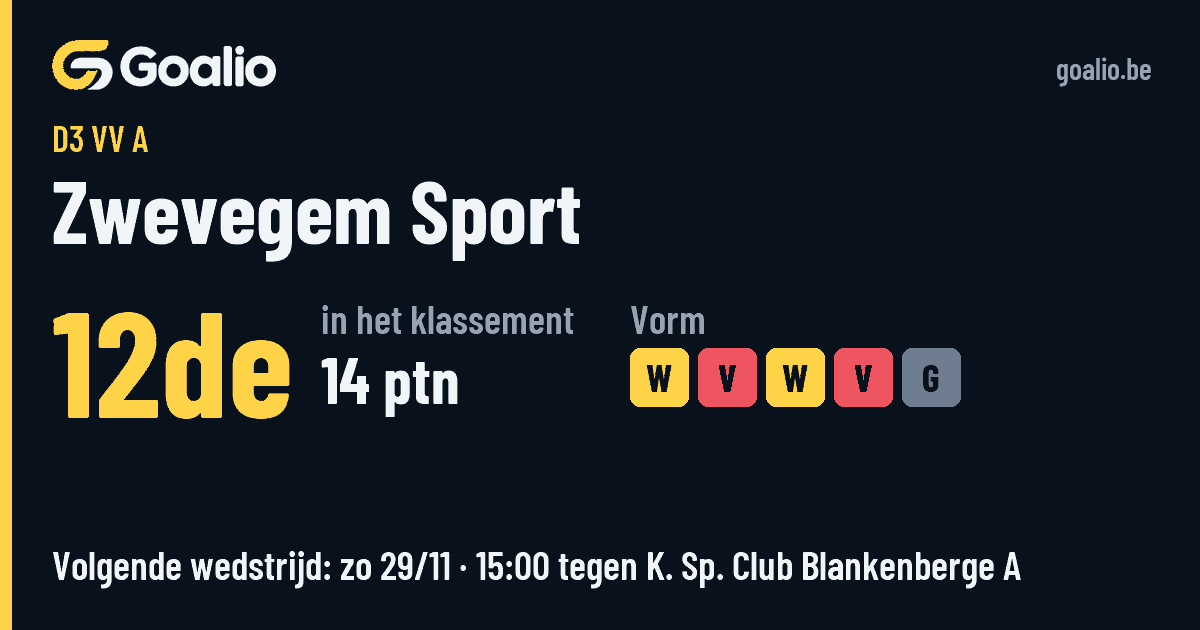 Goalio
goalio.be
D3 VV A
Zwevegem Sport
12de
in het klassement
14 ptn
Vorm
W V W V G
Volgende wedstrijd: zo 29/11 · 15:00 tegen K. Sp. Club Blankenberge A